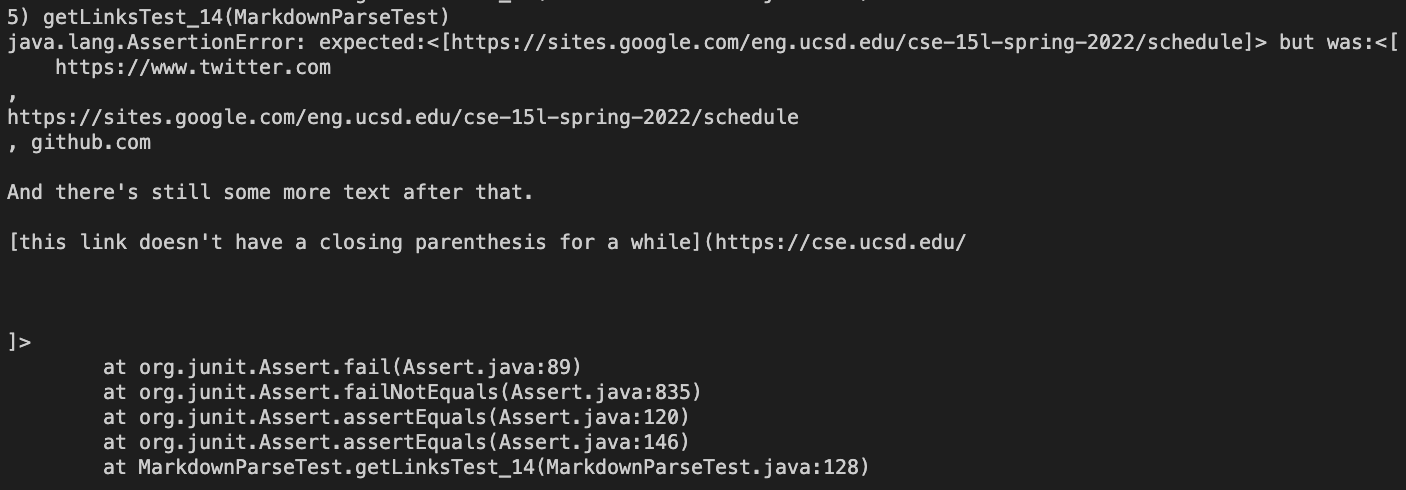 5) getLinksTest_14(MarkdownParseTest)
java.lang.AssertionError: expected:<[https://sites.google.com/eng.ucsd.edu/cse-15l-spring-2022/schedule]> but was:<[
    https://www.twitter.com
,
https://sites.google.com/eng.ucsd.edu/cse-15l-spring-2022/schedule
, github.com

And there's still some more text after that.

[this link doesn't have a closing parenthesis for a while](https://cse.ucsd.edu/



]>
        at org.junit.Assert.fail(Assert.java:89)
        at org.junit.Assert.failNotEquals(Assert.java:835)
        at org.junit.Assert.assertEquals(Assert.java:120)
        at org.junit.Assert.assertEquals(Assert.java:146)
        at MarkdownParseTest.getLinksTest_14(MarkdownParseTest.java:128)